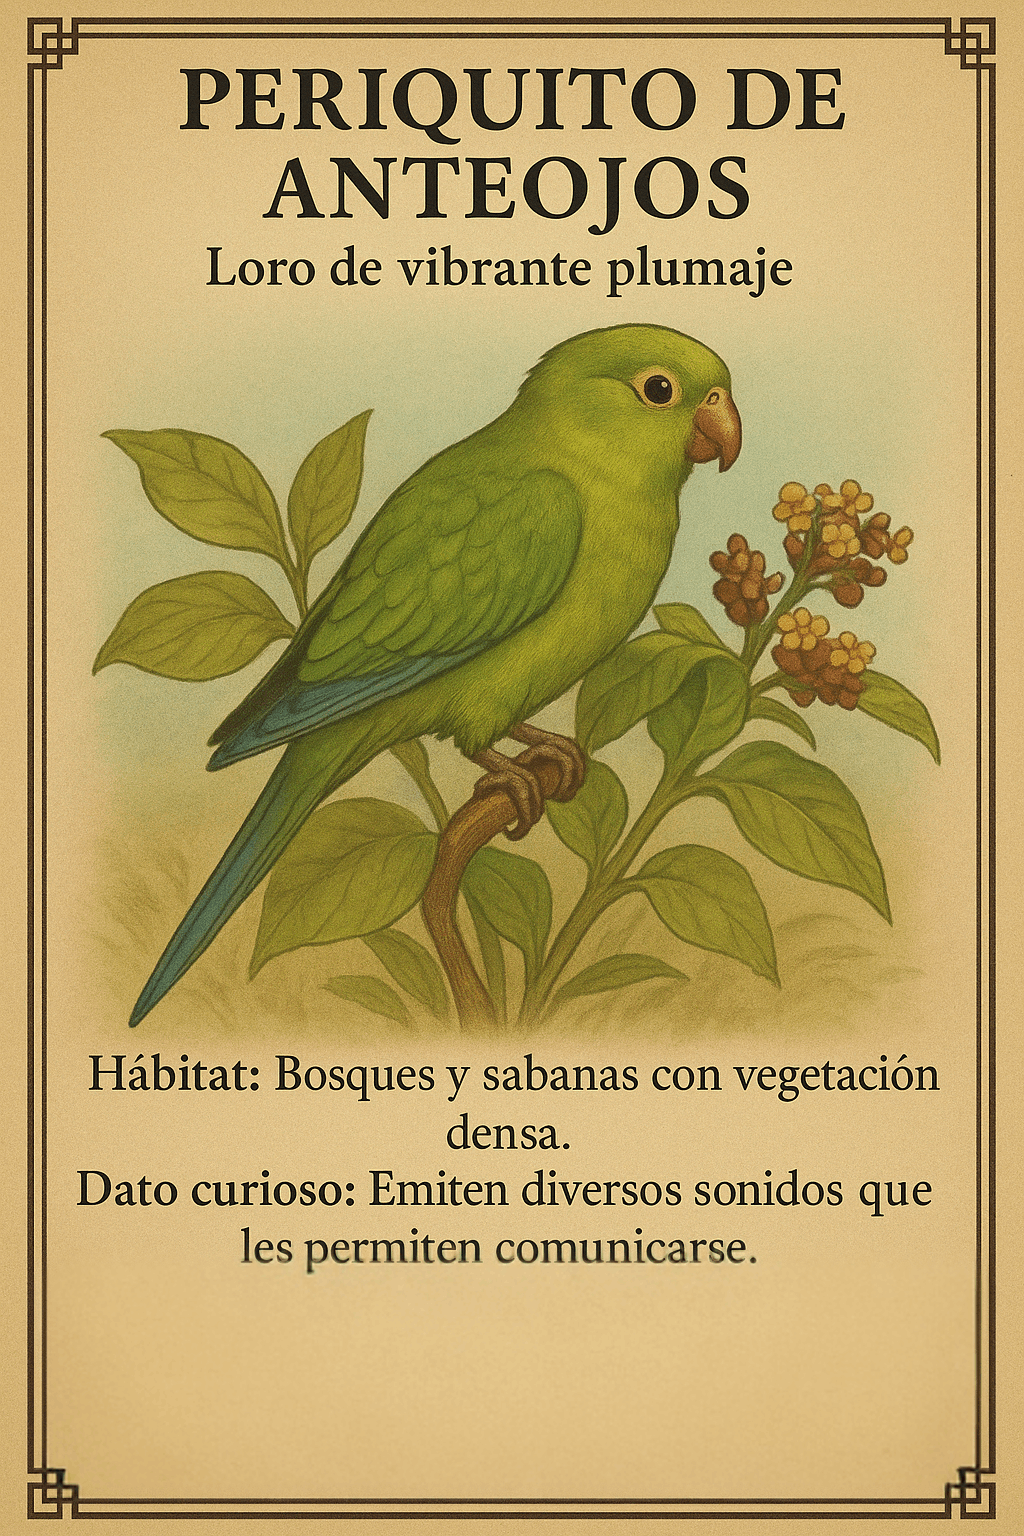 PERIQUITO DE
ANTEOJOS
Loro de vibrante plumaje
Hábitat: Bosques y sabanas con vegetación
densa.
Dato curioso: Emiten diversos sonidos que
les permiten comunicarse.